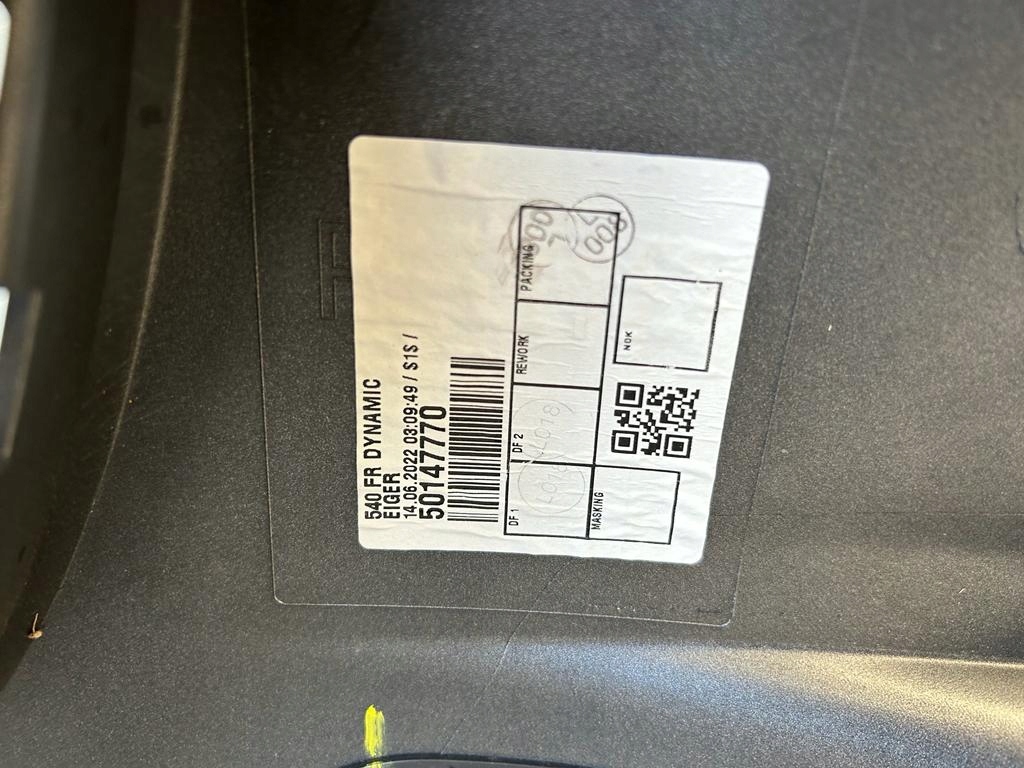 540 FR DYNAMIC
EIGER
14.06.2022 03:09:49 / S1S /
50147770
DF 1
DF 2
REWORK
PACKING
MASKING
NOK